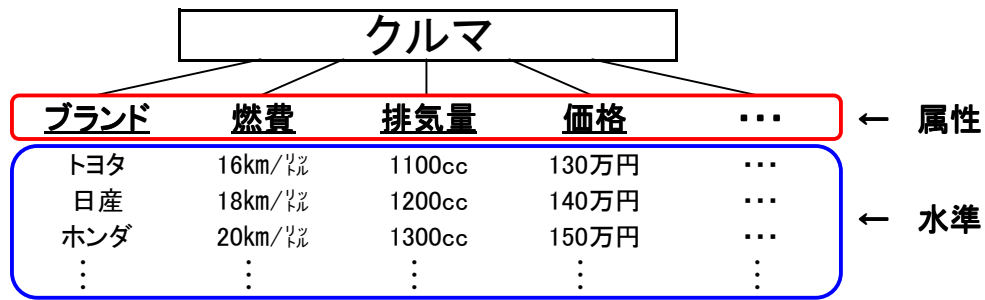 クルマ
ブランド 燃費 排気量 価格 ・・・ ← 属性
トヨタ 16km/㍑ 1100cc 130万円 ・・・
日産 18km/㍑ 1200cc 140万円 ・・・
ホンダ 20km/㍑ 1300cc 150万円 ・・・ ← 水準
⋮ ⋮ ⋮ ⋮ ⋮